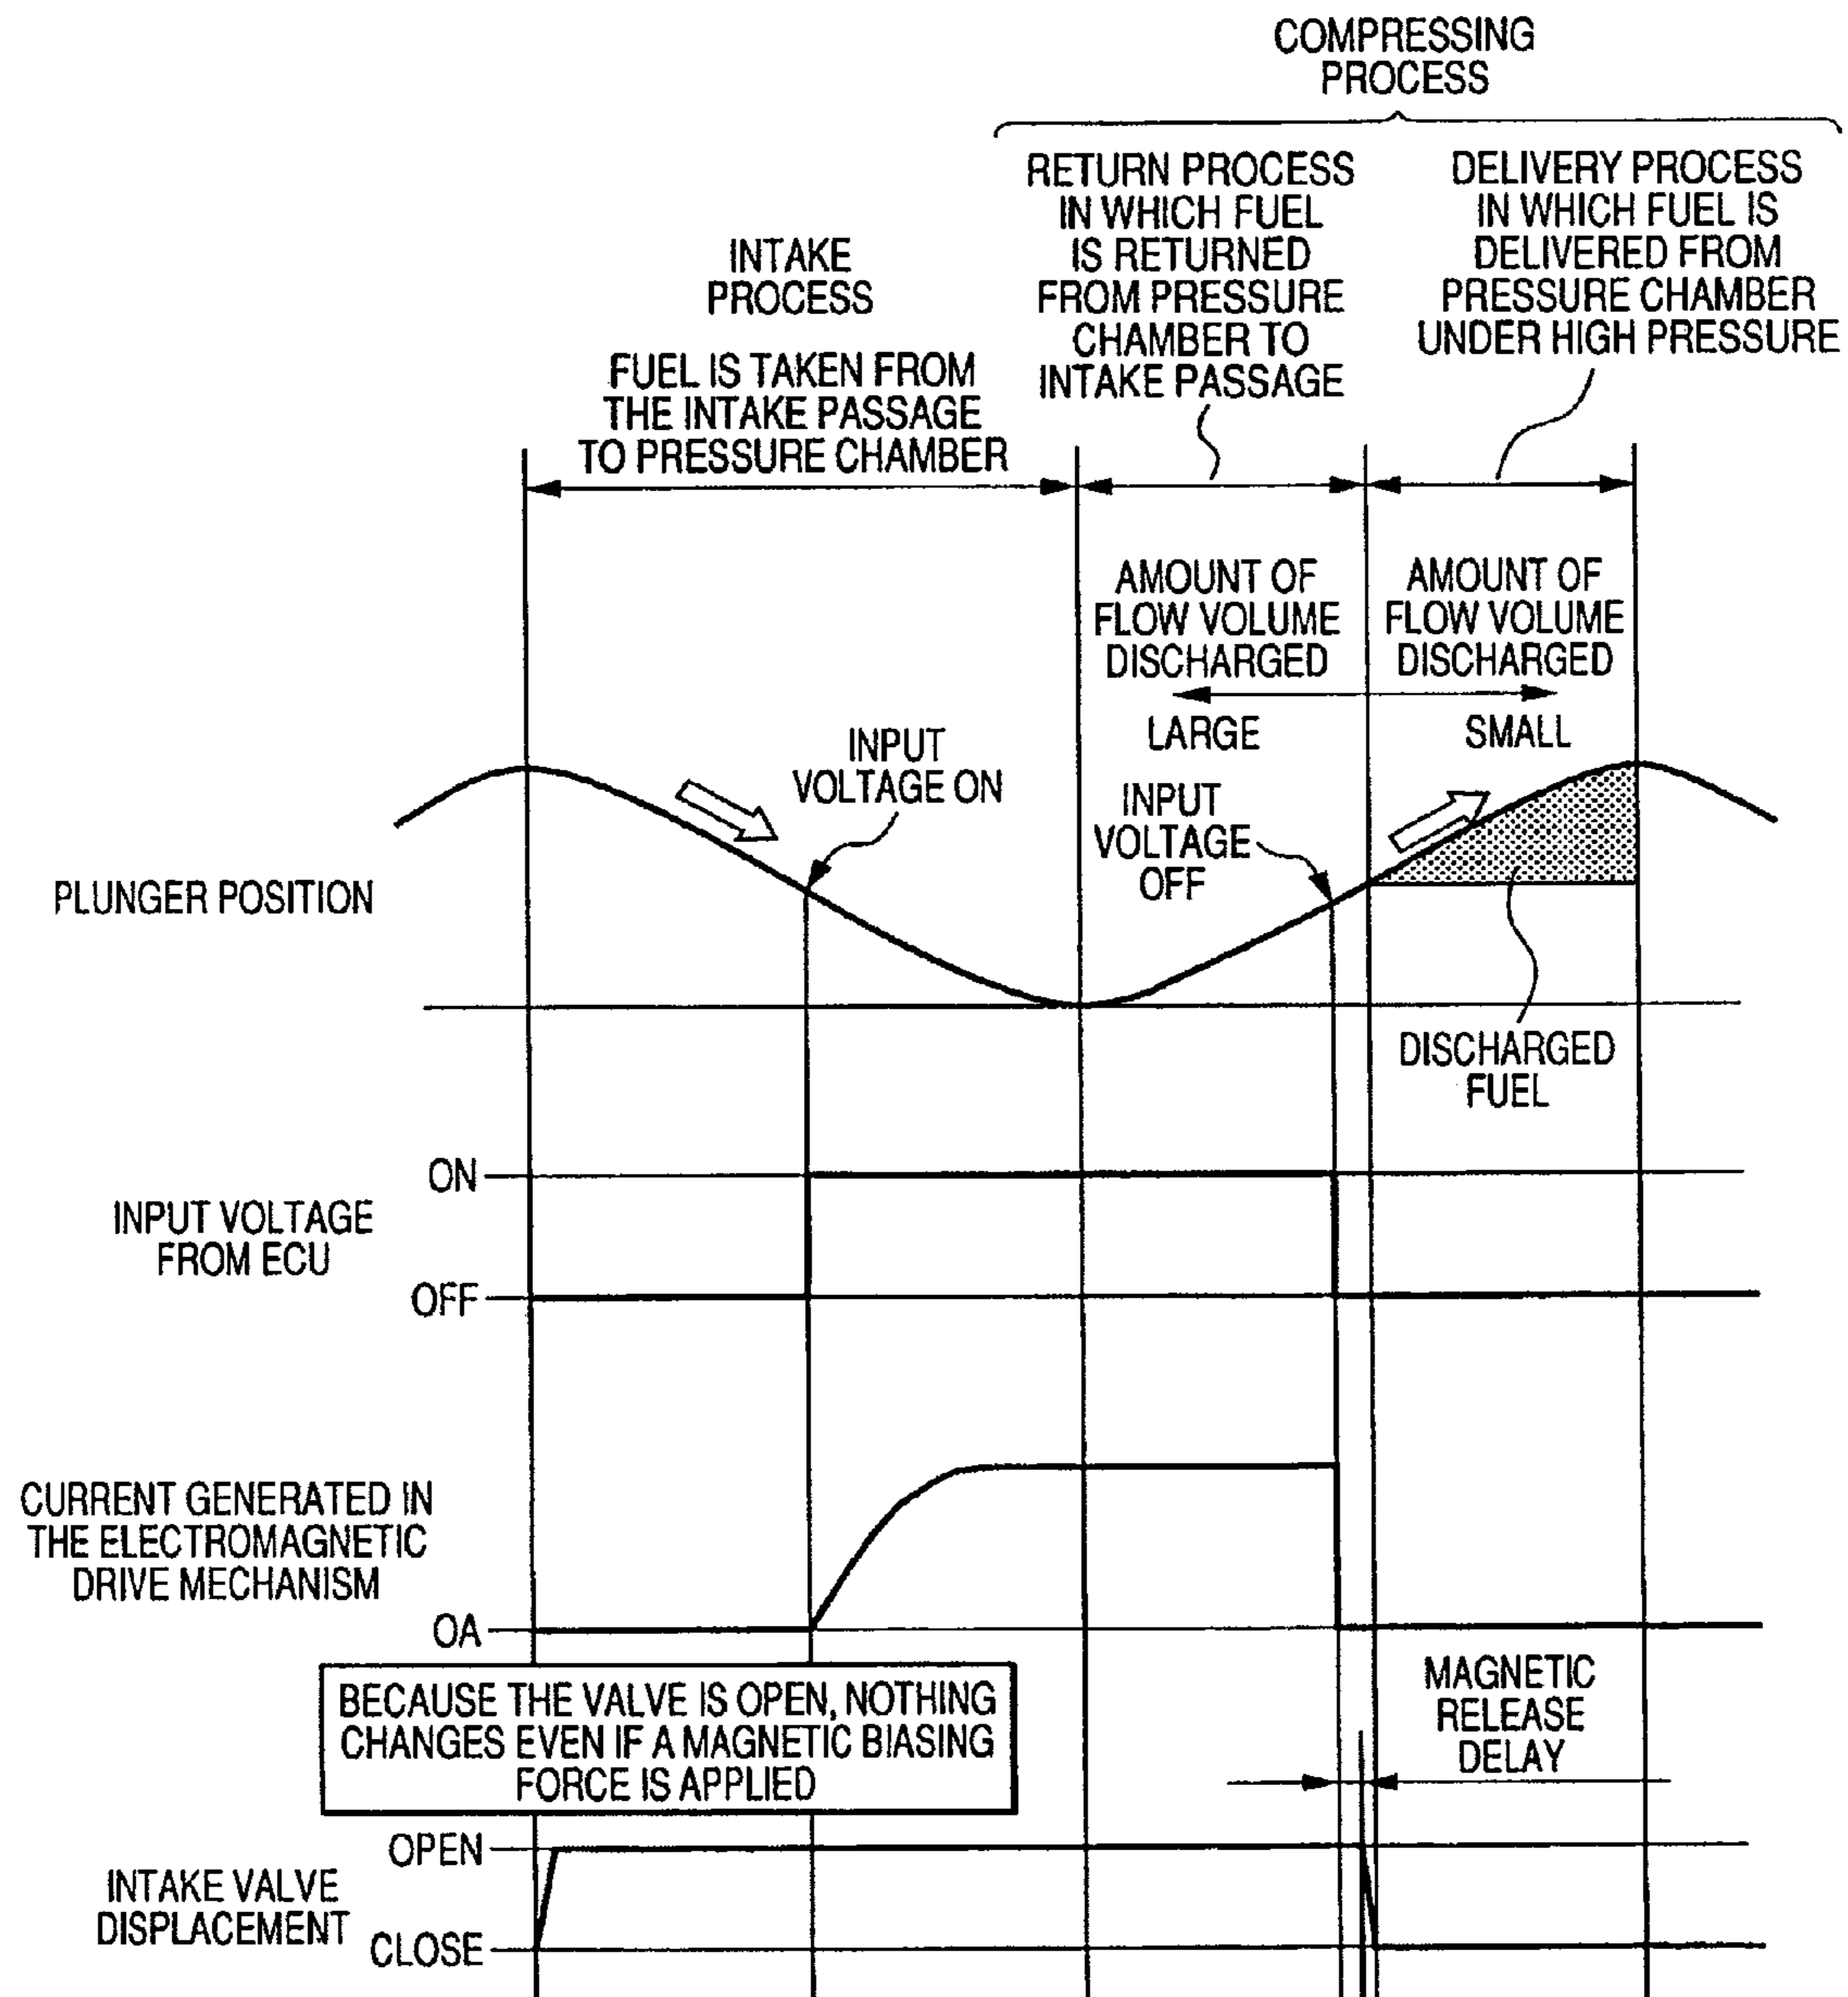 COMPRESSING
PROCESS
RETURN PROCESS
IN WHICH FUEL
IS RETURNED
FROM PRESSURE
CHAMBER TO
INTAKE PASSAGE
DELIVERY PROCESS
IN WHICH FUEL IS
DELIVERED FROM
PRESSURE CHAMBER
UNDER HIGH PRESSURE
INTAKE
PROCESS
FUEL IS TAKEN FROM
THE INTAKE PASSAGE
TO PRESSURE CHAMBER
AMOUNT OF
FLOW VOLUME
DISCHARGED
LARGE
AMOUNT OF
FLOW VOLUME
DISCHARGED
SMALL
INPUT
VOLTAGE ON
INPUT
VOLTAGE
OFF
PLUNGER POSITION
DISCHARGED
FUEL
ON
INPUT VOLTAGE
FROM ECU
OFF
CURRENT GENERATED IN
THE ELECTROMAGNETIC
DRIVE MECHANISM
OA
BECAUSE THE VALVE IS OPEN, NOTHING
CHANGES EVEN IF A MAGNETIC BIASING
FORCE IS APPLIED
MAGNETIC
RELEASE
DELAY
OPEN
INTAKE VALVE
DISPLACEMENT
CLOSE